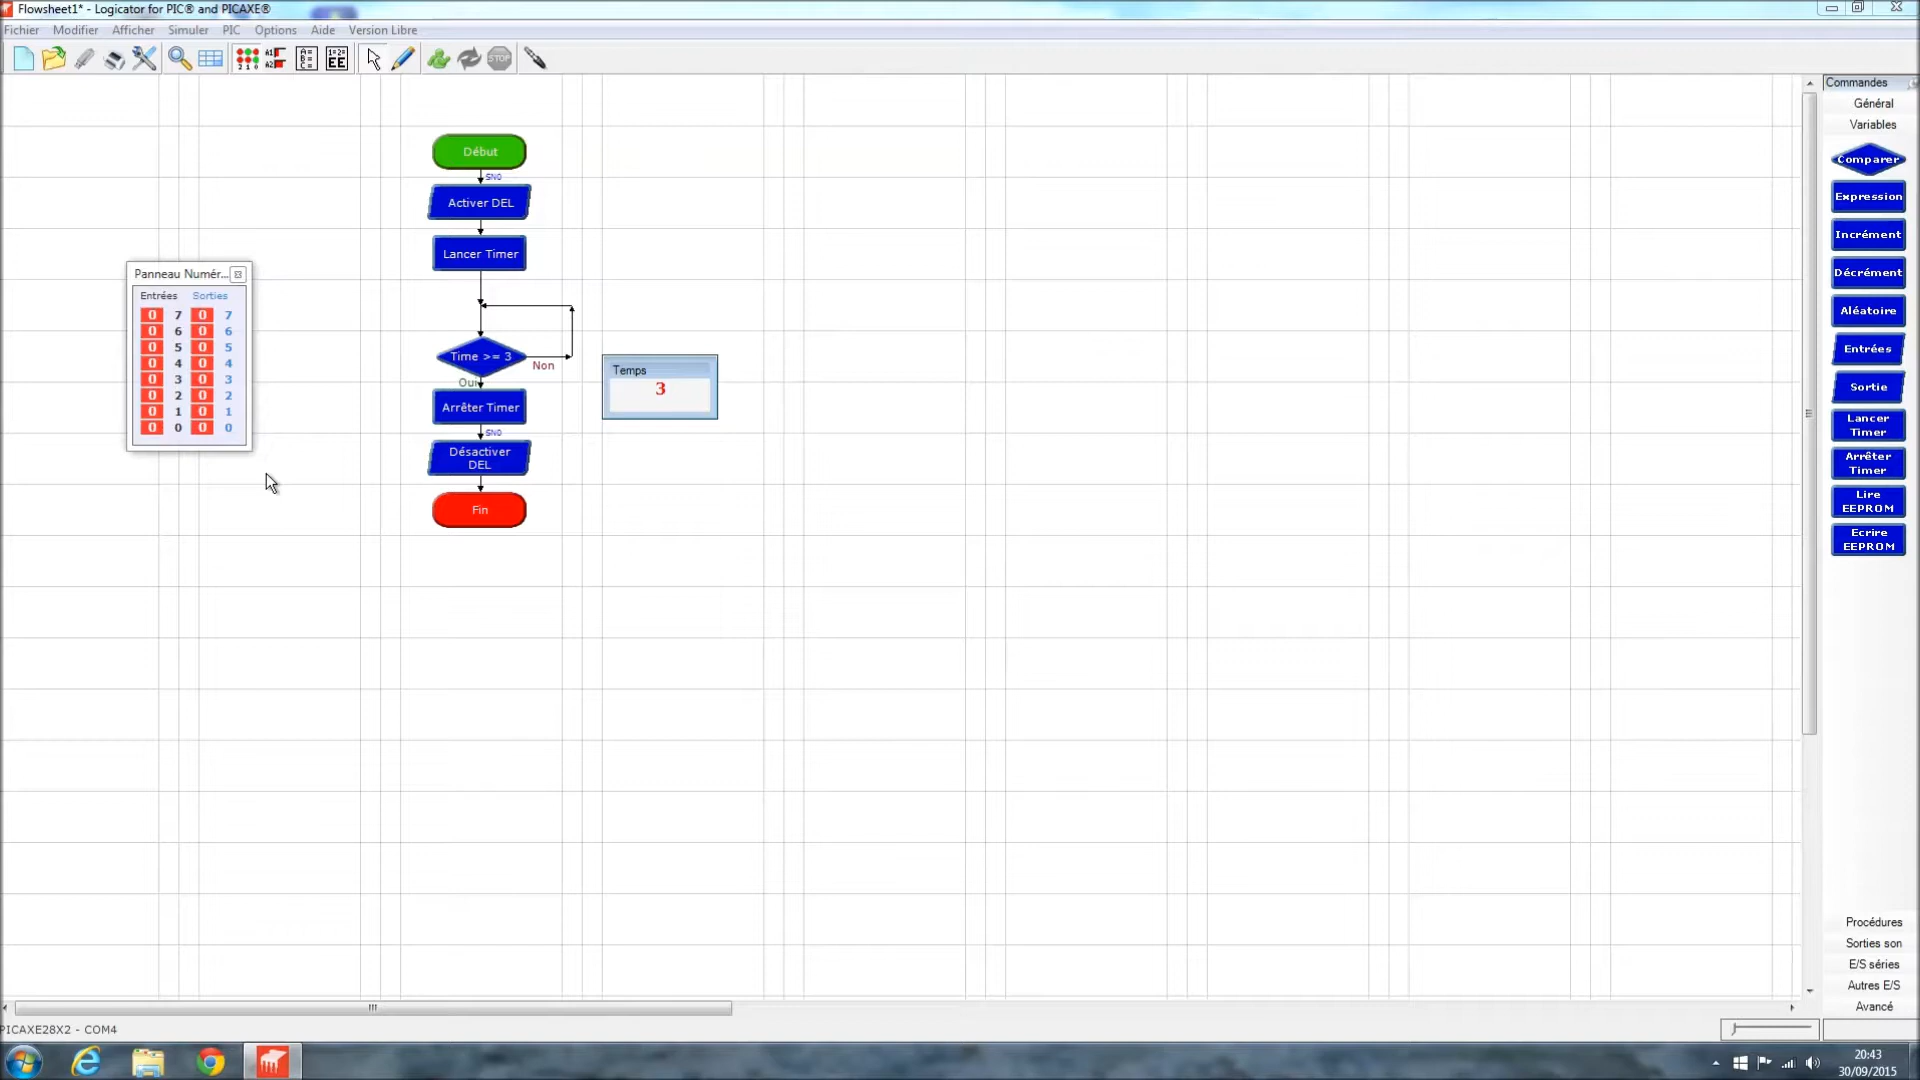 Flowsheet1* - Logicator for PIC® and PICAXE®
Fichier Modifier Afficher Simuler PIC Options Aide Version Libre
Commandes
Général
Variables
Comparer
Expression
Incrément
Décrément
Aléatoire
Entrées
Sortie
Lancer
Timer
Arrêter
Timer
Lire
EEPROM
Ecrire
EEPROM
Procédures
Sorties son
E/S séries
Autres E/S
Avancé
Début
SN0
Activer DEL
Lancer Timer
Time >= 3
Non
Oui
Arrêter Timer
SN0
Désactiver
DEL
Fin
Temps
3
Panneau Numér...
Entrées Sorties
0 7 0 7
0 6 0 6
0 5 0 5
0 4 0 4
0 3 0 3
0 2 0 2
0 1 0 1
0 0 0 0
PICAXE28X2 - COM4
20:43
30/09/2015